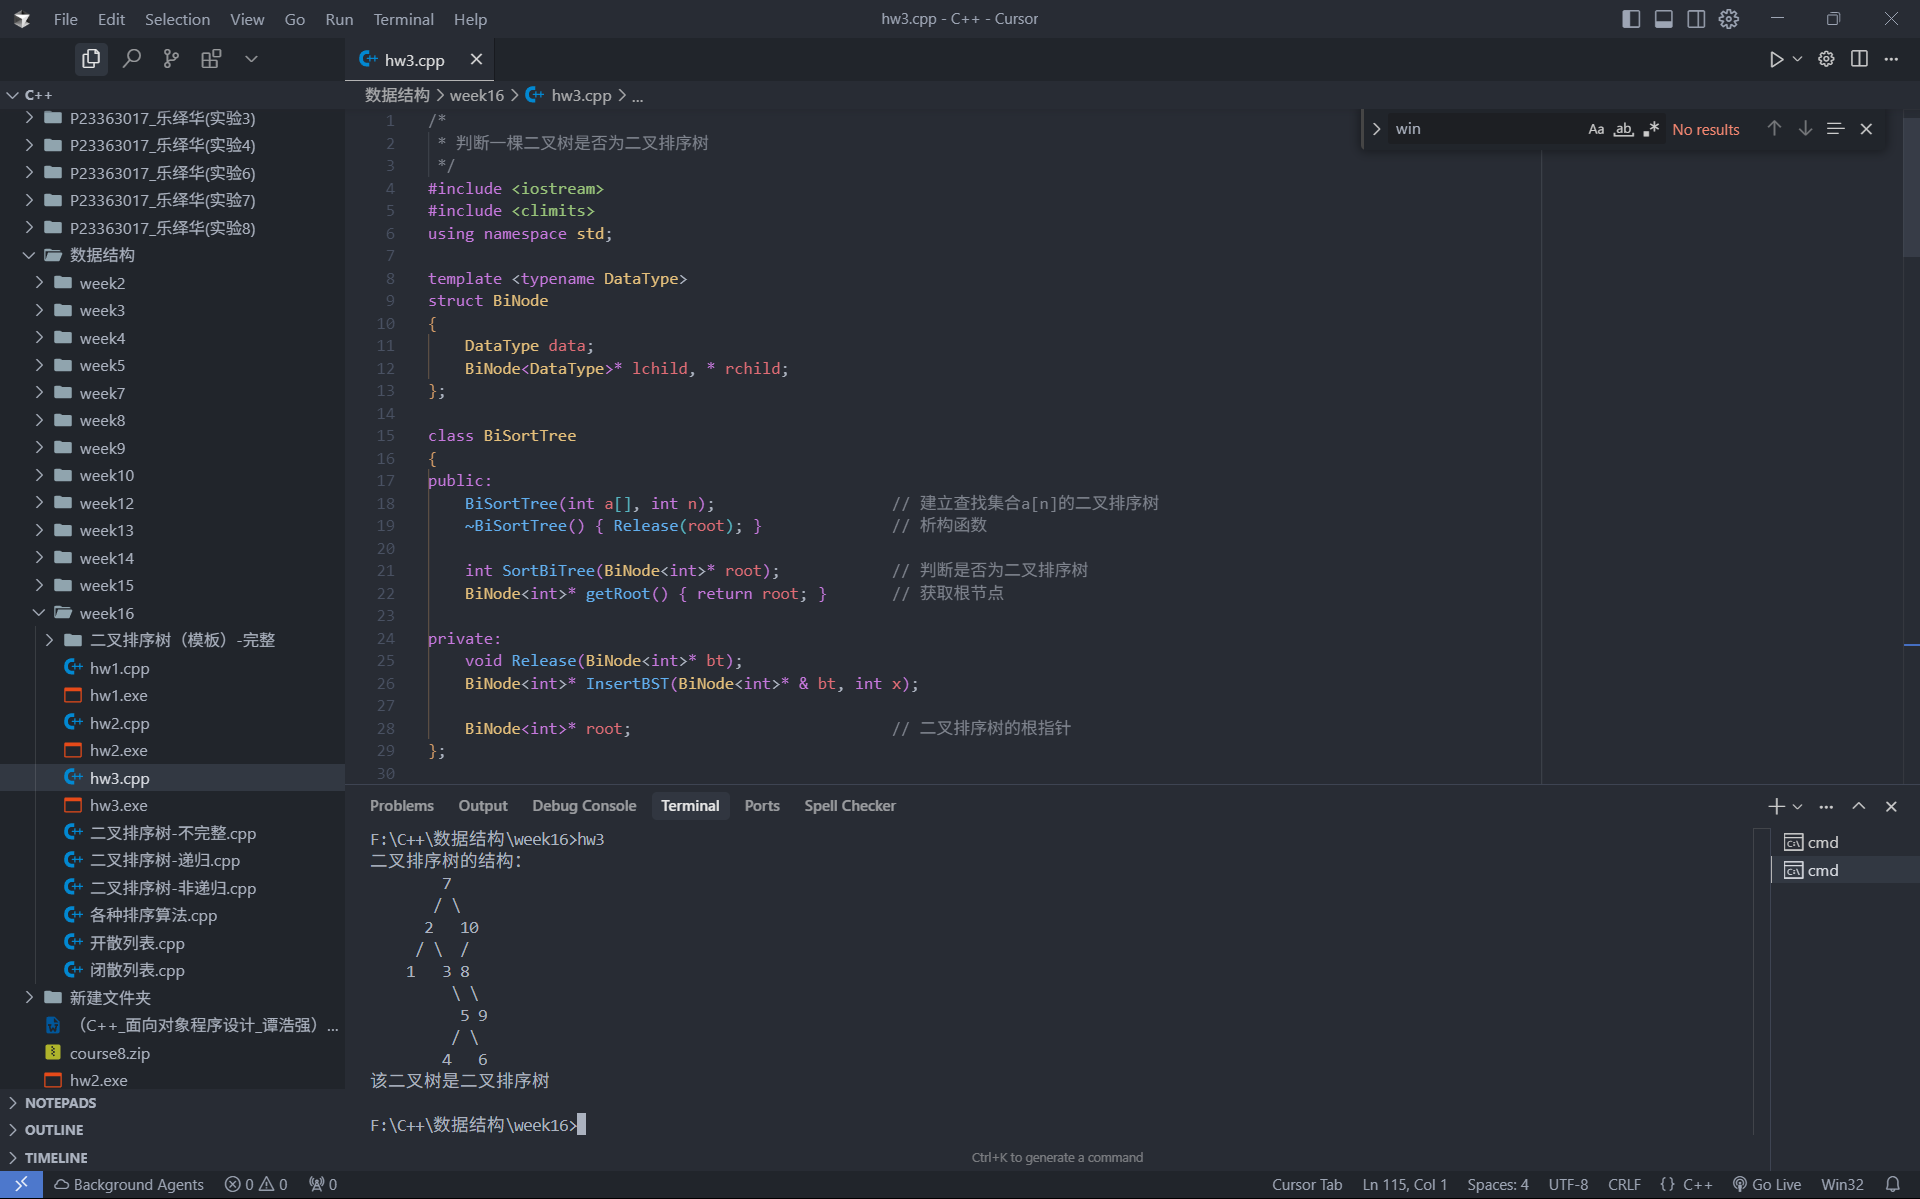 File Edit Selection View Go Run Terminal Help
hw3.cpp - C++ - Cursor
hw3.cpp
C++
P23363017_乐绎华(实验3)
P23363017_乐绎华(实验4)
P23363017_乐绎华(实验6)
P23363017_乐绎华(实验7)
P23363017_乐绎华(实验8)
数据结构
week2
week3
week4
week5
week7
week8
week9
week10
week12
week13
week14
week15
week16
二叉排序树（模板）-完整
hw1.cpp
hw1.exe
hw2.cpp
hw2.exe
hw3.cpp
hw3.exe
二叉排序树-不完整.cpp
二叉排序树-递归.cpp
二叉排序树-非递归.cpp
各种排序算法.cpp
开散列表.cpp
闭散列表.cpp
新建文件夹
（C++_面向对象程序设计_谭浩强）...
course8.zip
hw2.exe
NOTEPADS
OUTLINE
TIMELINE
数据结构 > week16 > hw3.cpp > ...
win Aa ab .* No results
1 /*
2 * 判断一棵二叉树是否为二叉排序树
3 */
4 #include <iostream>
5 #include <climits>
6 using namespace std;
7
8 template <typename DataType>
9 struct BiNode
10 {
11 DataType data;
12 BiNode<DataType>* lchild, * rchild;
13 };
14
15 class BiSortTree
16 {
17 public:
18 BiSortTree(int a[], int n); // 建立查找集合a[n]的二叉排序树
19 ~BiSortTree() { Release(root); } // 析构函数
20
21 int SortBiTree(BiNode<int>* root); // 判断是否为二叉排序树
22 BiNode<int>* getRoot() { return root; } // 获取根节点
23
24 private:
25 void Release(BiNode<int>* bt);
26 BiNode<int>* InsertBST(BiNode<int>* & bt, int x);
27
28 BiNode<int>* root; // 二叉排序树的根指针
29 };
30
Problems Output Debug Console Terminal Ports Spell Checker
F:\C++\数据结构\week16>hw3
二叉排序树的结构:
7
/ \
2 10
/ \ /
1 3 8
\ \
5 9
/ \
4 6
该二叉树是二叉排序树
F:\C++\数据结构\week16>
cmd
cmd
Ctrl+K to generate a command
Background Agents 0 0 0
Cursor Tab Ln 115, Col 1 Spaces: 4 UTF-8 CRLF {} C++ Go Live Win32